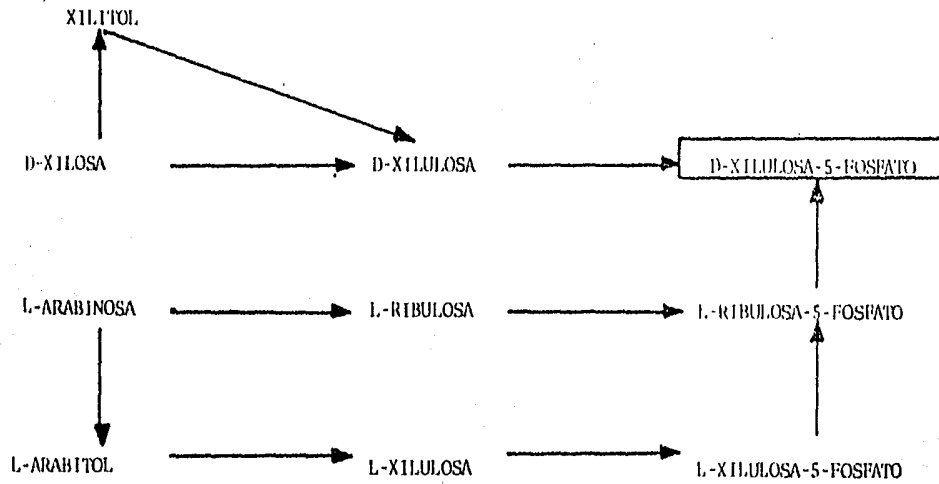 XILITOL
D-XILOSA D-XILULOSA D-XILULOSA-5-FOSFATO
L-ARABINOSA L-RIBULOSA L-RIBULOSA-5-FOSFATO
L-ARABITOL L-XILULOSA L-XILULOSA-5-FOSFATO